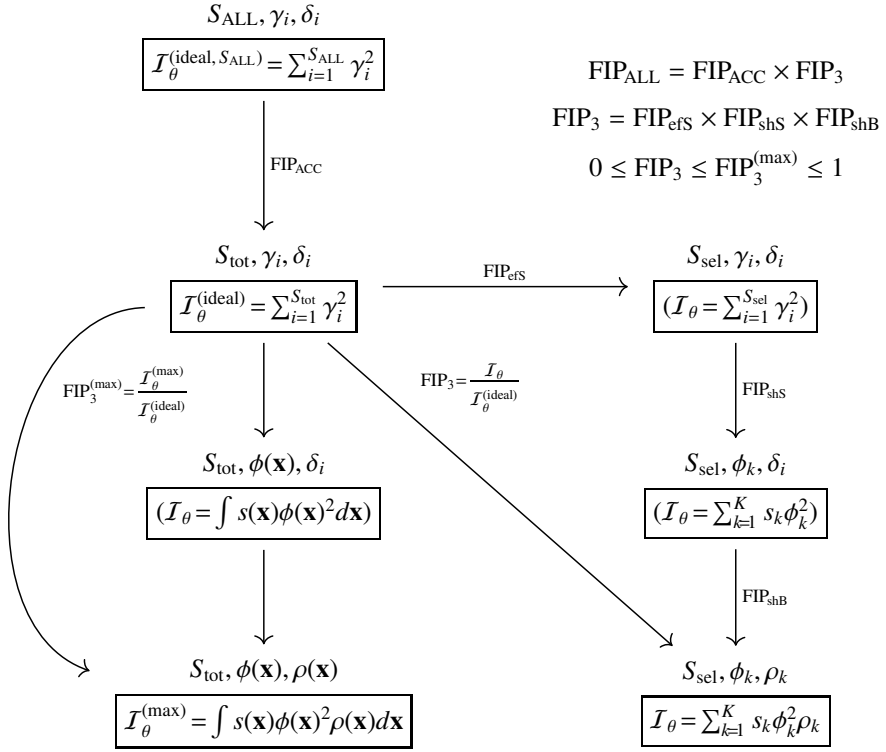 S_ALL, γ_i, δ_i
I_θ^(ideal, S_ALL) = ∑_{i=1}^{S_ALL} γ_i^2
FIP_ALL = FIP_ACC × FIP_3
FIP_3 = FIP_efS × FIP_shS × FIP_shB
0 ≤ FIP_3 ≤ FIP_3^(max) ≤ 1
FIP_ACC
S_tot, γ_i, δ_i
I_θ^(ideal) = ∑_{i=1}^{S_tot} γ_i^2
FIP_efS
S_sel, γ_i, δ_i
(I_θ = ∑_{i=1}^{S_sel} γ_i^2)
FIP_3^(max) = I_θ^(max) / I_θ^(ideal)
FIP_3 = I_θ / I_θ^(ideal)
FIP_shS
S_tot, ϕ(x), δ_i
(I_θ = ∫ s(x)ϕ(x)^2 dx)
S_sel, ϕ_k, δ_i
(I_θ = ∑_{k=1}^{K} s_k ϕ_k^2)
FIP_shB
S_tot, ϕ(x), ρ(x)
I_θ^(max) = ∫ s(x)ϕ(x)^2 ρ(x)dx
S_sel, ϕ_k, ρ_k
I_θ = ∑_{k=1}^{K} s_k ϕ_k^2 ρ_k